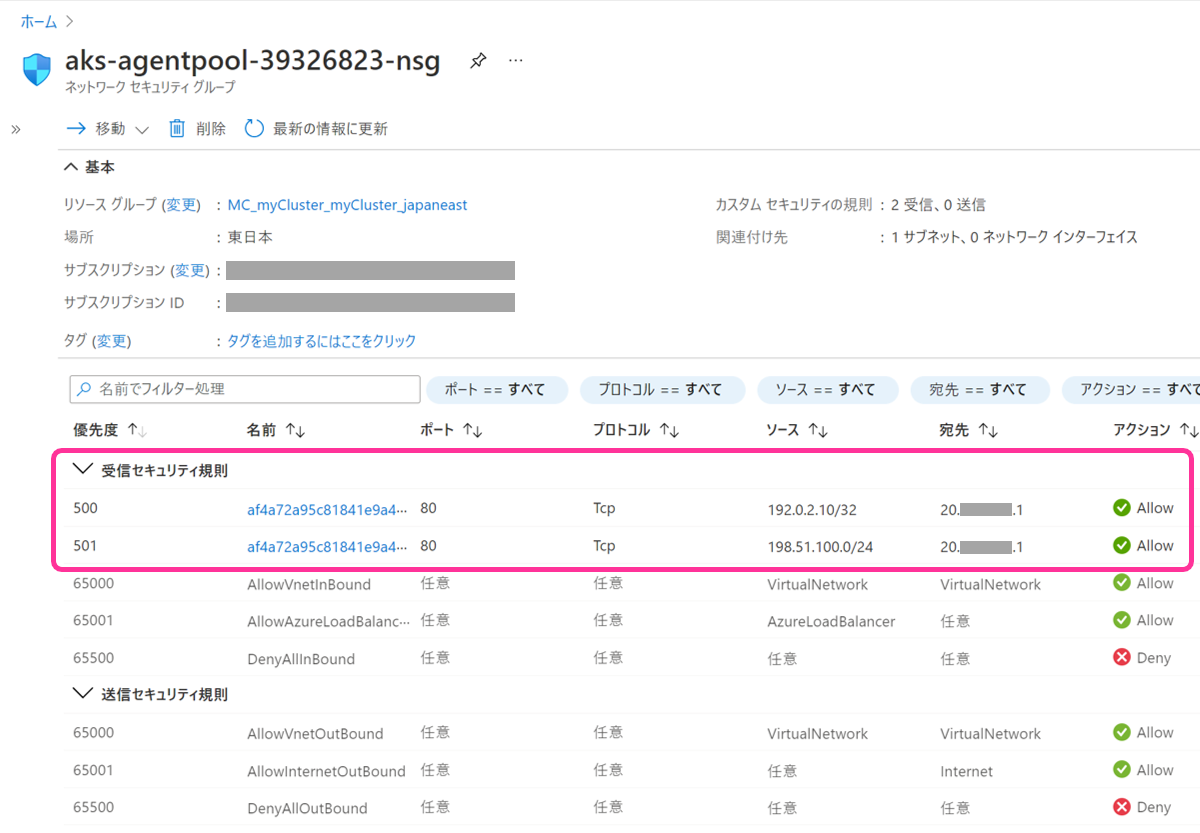 ホーム >
aks-agentpool-39326823-nsg ...
ネットワーク セキュリティ グループ
» → 移動 ∨ 削除 最新の情報に更新
∧ 基本
リソース グループ (変更) : MC_myCluster_myCluster_japaneast カスタム セキュリティの規則 : 2 受信、0 送信
場所 : 東日本 関連付け先 : 1 サブネット、0 ネットワーク インターフェイス
サブスクリプション (変更) :
サブスクリプション ID :
タグ (変更) : タグを追加するにはここをクリック
名前でフィルター処理 ポート == すべて プロトコル == すべて ソース == すべて 宛先 == すべて アクション == すべて
優先度 ↑↓ 名前 ↑↓ ポート ↑↓ プロトコル ↑↓ ソース ↑↓ 宛先 ↑↓ アクション ↑↓
∨ 受信セキュリティ規則
500 af4a72a95c81841e9a4··· 80 Tcp 192.0.2.10/32 20. .1 Allow
501 af4a72a95c81841e9a4··· 80 Tcp 198.51.100.0/24 20. .1 Allow
65000 AllowVnetInBound 任意 任意 VirtualNetwork VirtualNetwork Allow
65001 AllowAzureLoadBalanc··· 任意 任意 AzureLoadBalancer 任意 Allow
65500 DenyAllInBound 任意 任意 任意 任意 Deny
∨ 送信セキュリティ規則
65000 AllowVnetOutBound 任意 任意 VirtualNetwork VirtualNetwork Allow
65001 AllowInternetOutBound 任意 任意 任意 Internet Allow
65500 DenyAllOutBound 任意 任意 任意 任意 Deny